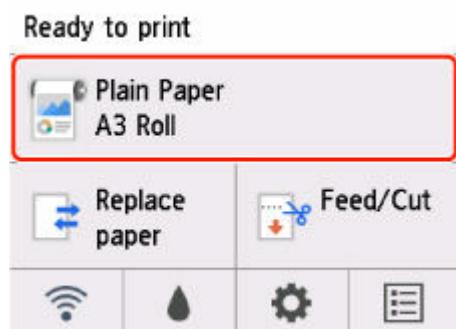 Ready to print
Plain Paper
A3 Roll
Replace
paper
Feed/Cut